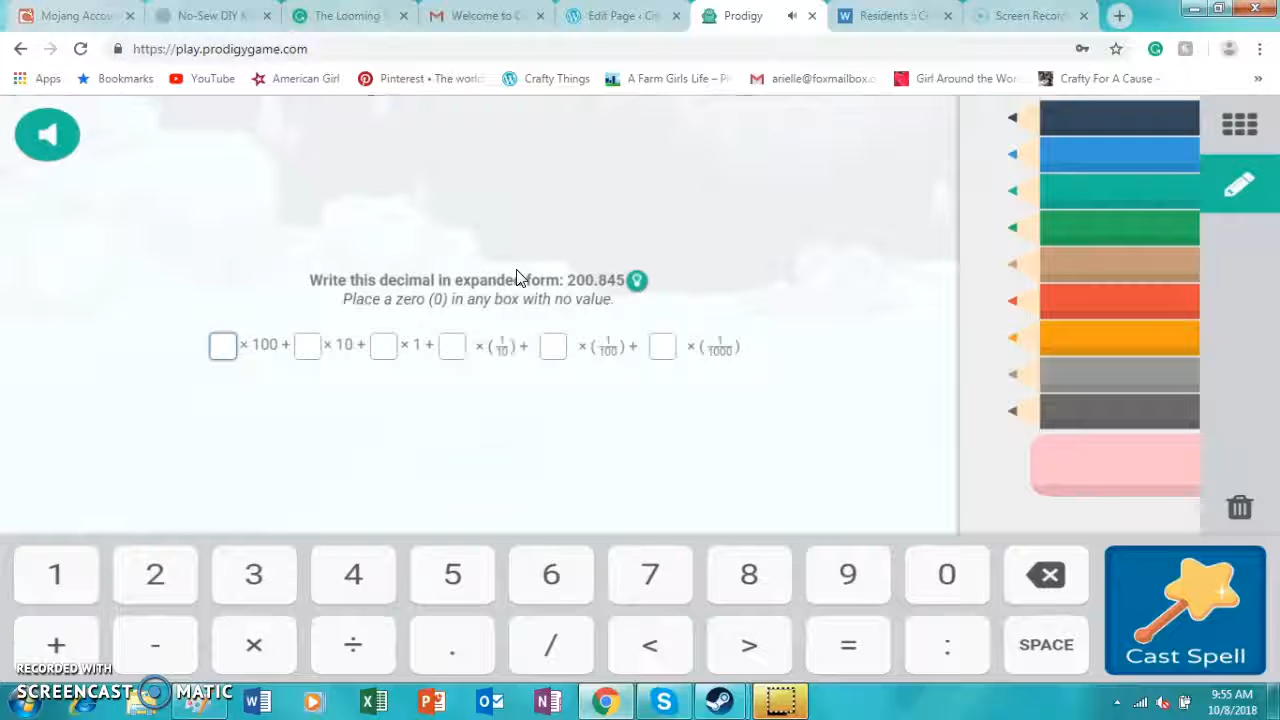 Mojang Accou No-Sew DIY K The Looming Welcome to C Edit Page ‹ Cr Prodigy Residents of C Screen Record
https://play.prodigygame.com
Apps Bookmarks YouTube American Girl Pinterest • The world Crafty Things A Farm Girls Life – Pi arielle@foxmailbox.c Girl Around the Wor Crafty For A Cause - »
Write this decimal in expanded form: 200.845
Place a zero (0) in any box with no value.
× 100 + × 10 + × 1 + × (1/10) + × (1/100) + × (1/1000)
1 2 3 4 5 6 7 8 9 0
+ - × ÷ . / < > = : SPACE
Cast Spell
RECORDED WITH
SCREENCAST MATIC
9:55 AM
10/8/2018